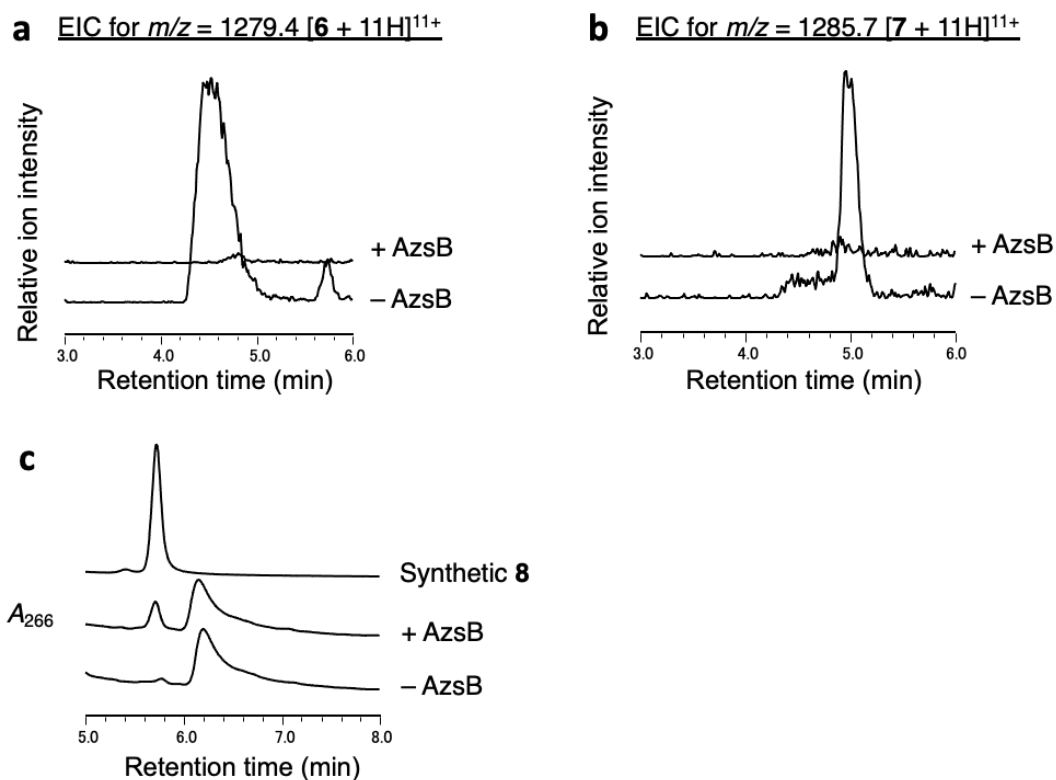 a EIC for m/z = 1279.4 [6 + 11H]¹¹⁺
Relative ion intensity
+ AzsB
– AzsB
3.0 4.0 5.0 6.0
Retention time (min)
b EIC for m/z = 1285.7 [7 + 11H]¹¹⁺
Relative ion intensity
+ AzsB
– AzsB
3.0 4.0 5.0 6.0
Retention time (min)
c
A₂₆₆
Synthetic 8
+ AzsB
– AzsB
5.0 6.0 7.0 8.0
Retention time (min)